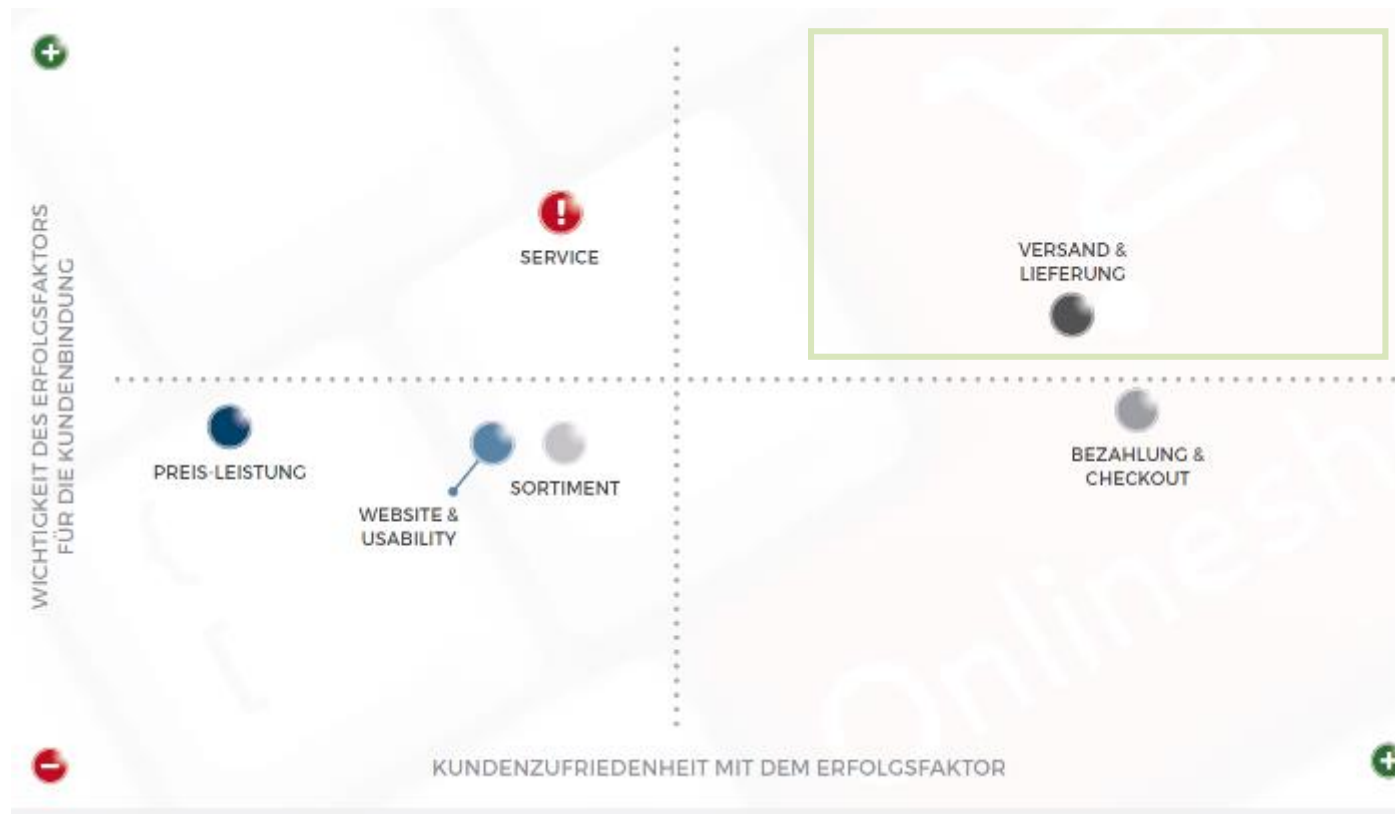 WICHTIGKEIT DES ERFOLGSFAKTORS
FÜR DIE KUNDENBINDUNG
!
SERVICE
VERSAND &
LIEFERUNG
PREIS-LEISTUNG
WEBSITE &
USABILITY
SORTIMENT
BEZAHLUNG &
CHECKOUT
Onlinesh
KUNDENZUFRIEDENHEIT MIT DEM ERFOLGSFAKTOR